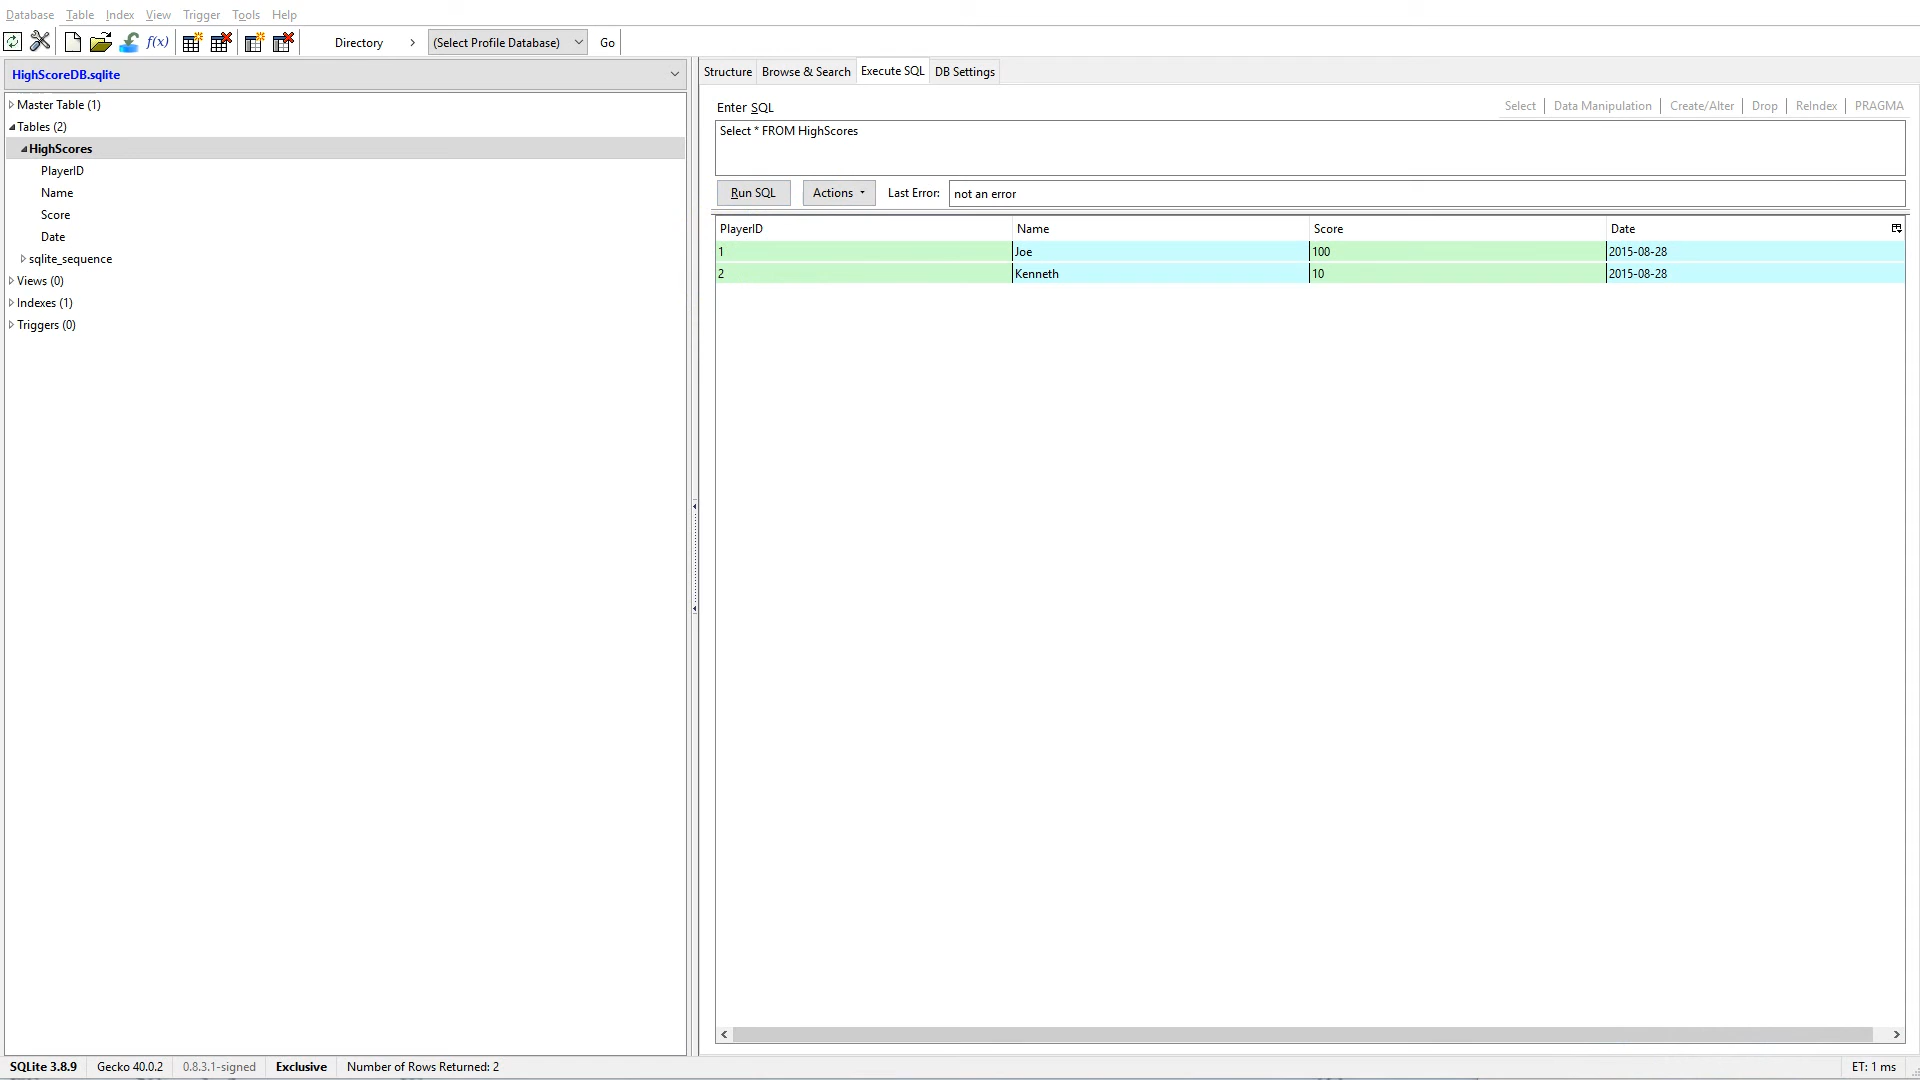 Database Table Index View Trigger Tools Help
f(x) Directory > (Select Profile Database) Go
HighScoreDB.sqlite
Master Table (1)
Tables (2)
HighScores
PlayerID
Name
Score
Date
sqlite_sequence
Views (0)
Indexes (1)
Triggers (0)
Structure Browse & Search Execute SQL DB Settings
Enter SQL Select Data Manipulation Create/Alter Drop ReIndex PRAGMA
Select * FROM HighScores
Run SQL Actions Last Error: not an error
PlayerID Name Score Date
1 Joe 100 2015-08-28
2 Kenneth 10 2015-08-28
SQLite 3.8.9 Gecko 40.0.2 0.8.3.1-signed Exclusive Number of Rows Returned: 2 ET: 1 ms